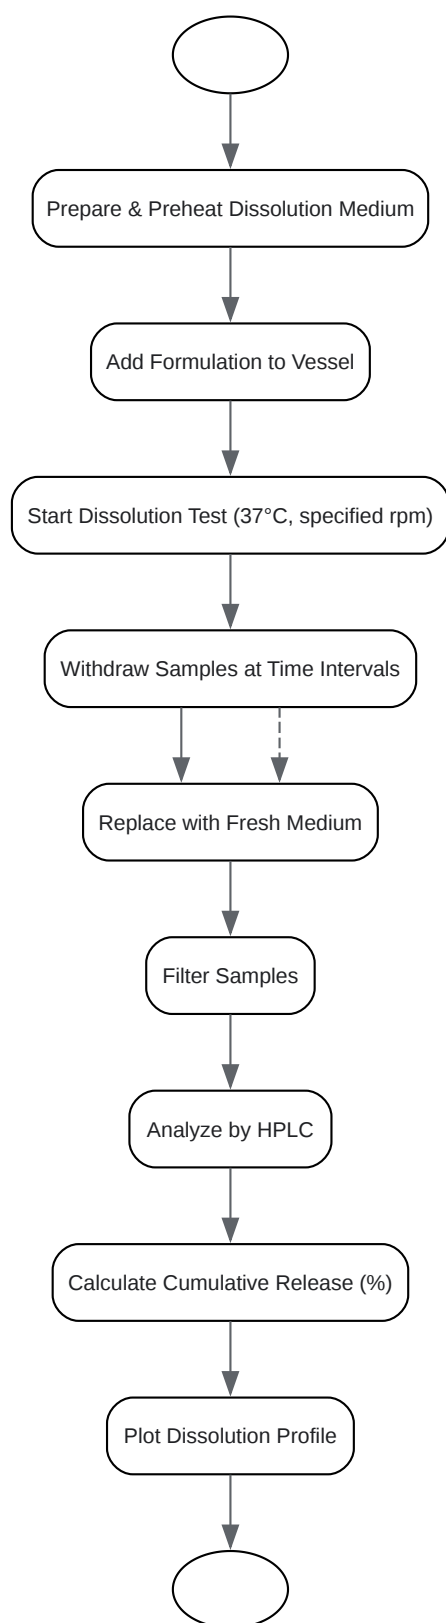 Prepare & Preheat Dissolution Medium
Add Formulation to Vessel
Start Dissolution Test (37°C, specified rpm)
Withdraw Samples at Time Intervals
Replace with Fresh Medium
Filter Samples
Analyze by HPLC
Calculate Cumulative Release (%)
Plot Dissolution Profile